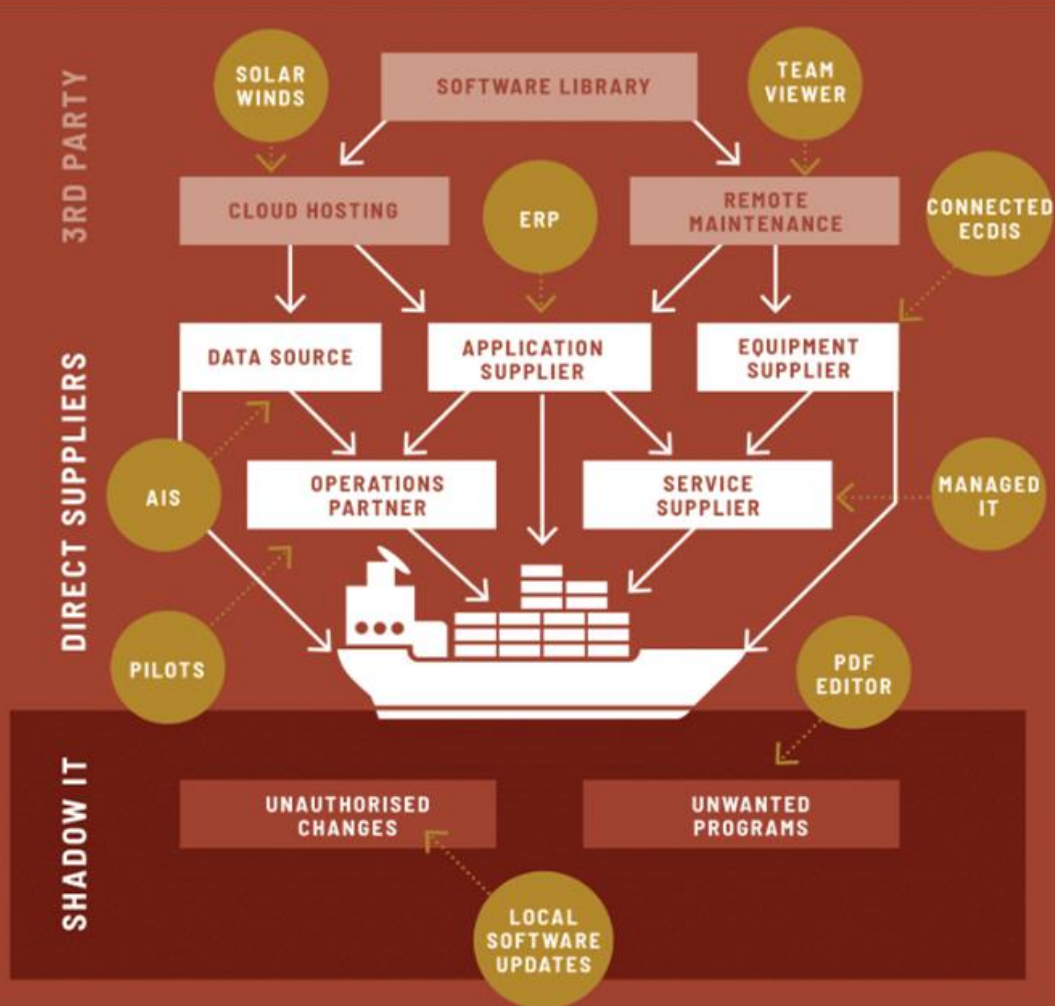 3RD PARTY
SOLAR
WINDS
SOFTWARE LIBRARY
TEAM
VIEWER
CLOUD HOSTING
ERP
REMOTE
MAINTENANCE
CONNECTED
ECDIS
DIRECT SUPPLIERS
DATA SOURCE
APPLICATION
SUPPLIER
EQUIPMENT
SUPPLIER
AIS
OPERATIONS
PARTNER
SERVICE
SUPPLIER
MANAGED
IT
PILOTS
PDF
EDITOR
SHADOW IT
UNAUTHORISED
CHANGES
UNWANTED
PROGRAMS
LOCAL
SOFTWARE
UPDATES